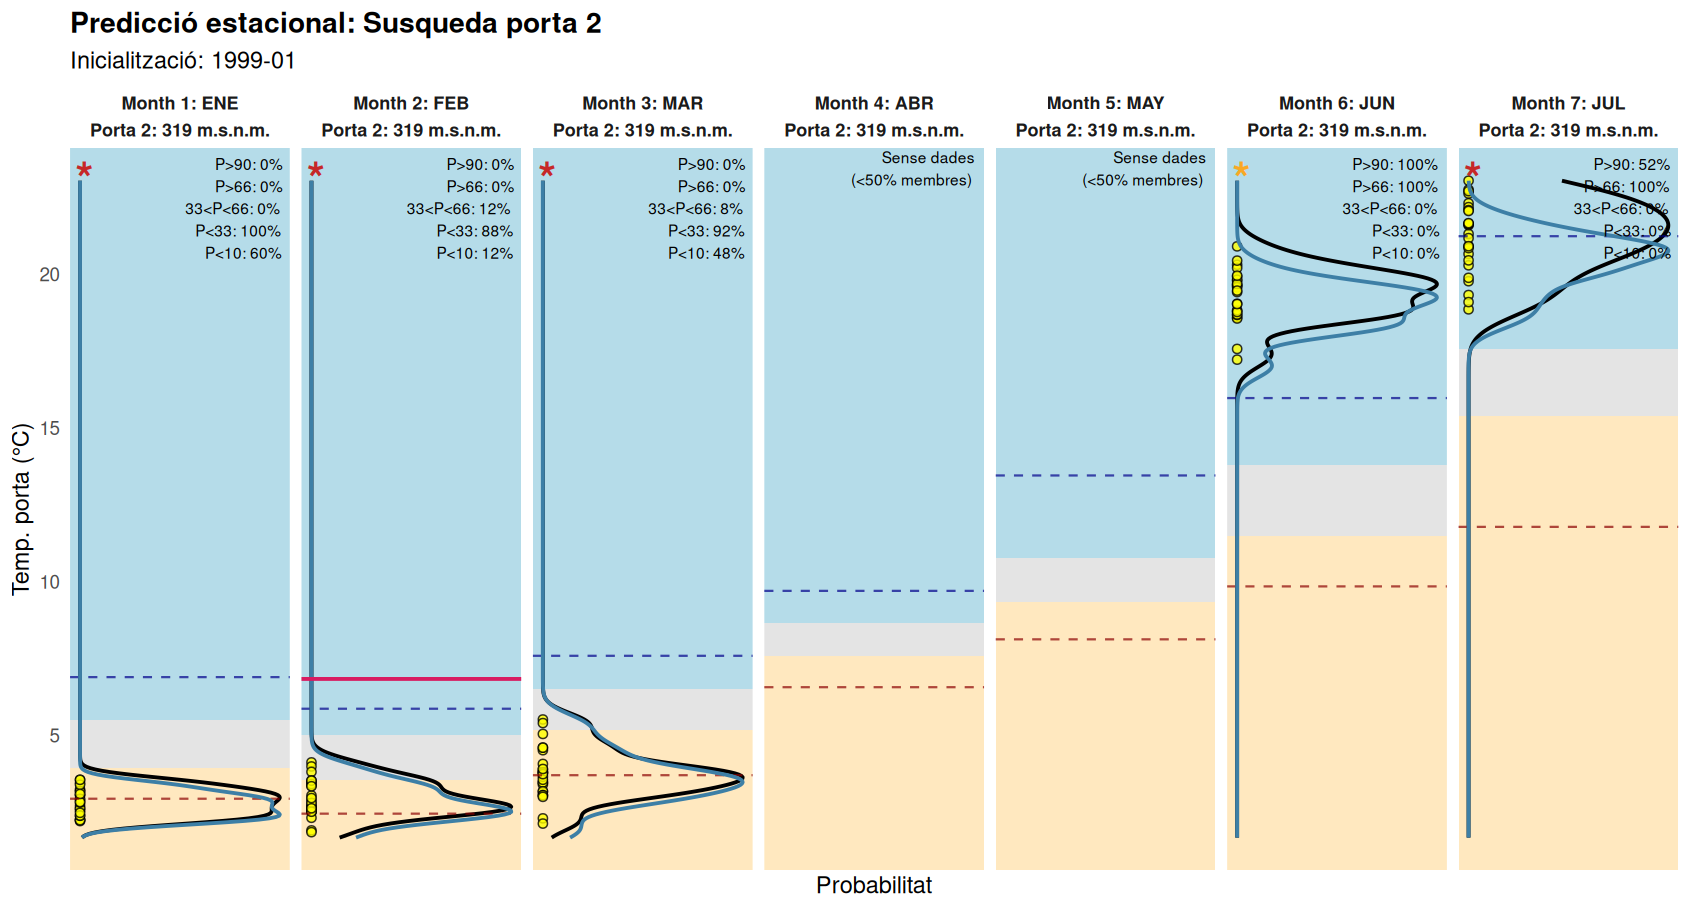 Predicció estacional: Susqueda porta 2
Inicialització: 1999-01
Month 1: ENE
Porta 2: 319 m.s.n.m.
Month 2: FEB
Porta 2: 319 m.s.n.m.
Month 3: MAR
Porta 2: 319 m.s.n.m.
Month 4: ABR
Porta 2: 319 m.s.n.m.
Month 5: MAY
Porta 2: 319 m.s.n.m.
Month 6: JUN
Porta 2: 319 m.s.n.m.
Month 7: JUL
Porta 2: 319 m.s.n.m.
*
P>90: 0%
P>66: 0%
33<P<66: 0%
P<33: 100%
P<10: 60%
*
P>90: 0%
P>66: 0%
33<P<66: 12%
P<33: 88%
P<10: 12%
*
P>90: 0%
P>66: 0%
33<P<66: 8%
P<33: 92%
P<10: 48%
Sense dades
(<50% membres)
Sense dades
(<50% membres)
*
P>90: 100%
P>66: 100%
33<P<66: 0%
P<33: 0%
P<10: 0%
*
P>90: 52%
P>66: 100%
33<P<66: 0%
P<33: 0%
P<10: 0%
20
15
10
5
Temp. porta (°C)
Probabilitat